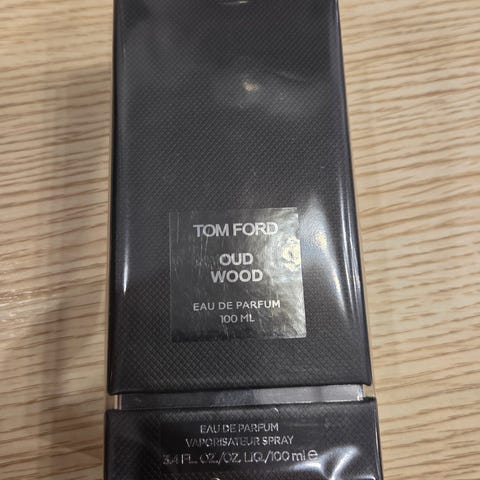 TOM FORD
OUD
WOOD
EAU DE PARFUM
100 ML
EAU DE PARFUM
VAPORISATEUR SPRAY
3.4 FL. OZ./OZ. LIQ./100 ml ℮